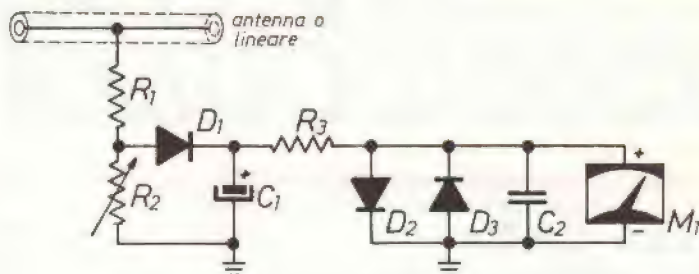 antenna o
lineare
R1
D1
R3
R2
+
C1
D2
D3
C2
+
-
M1